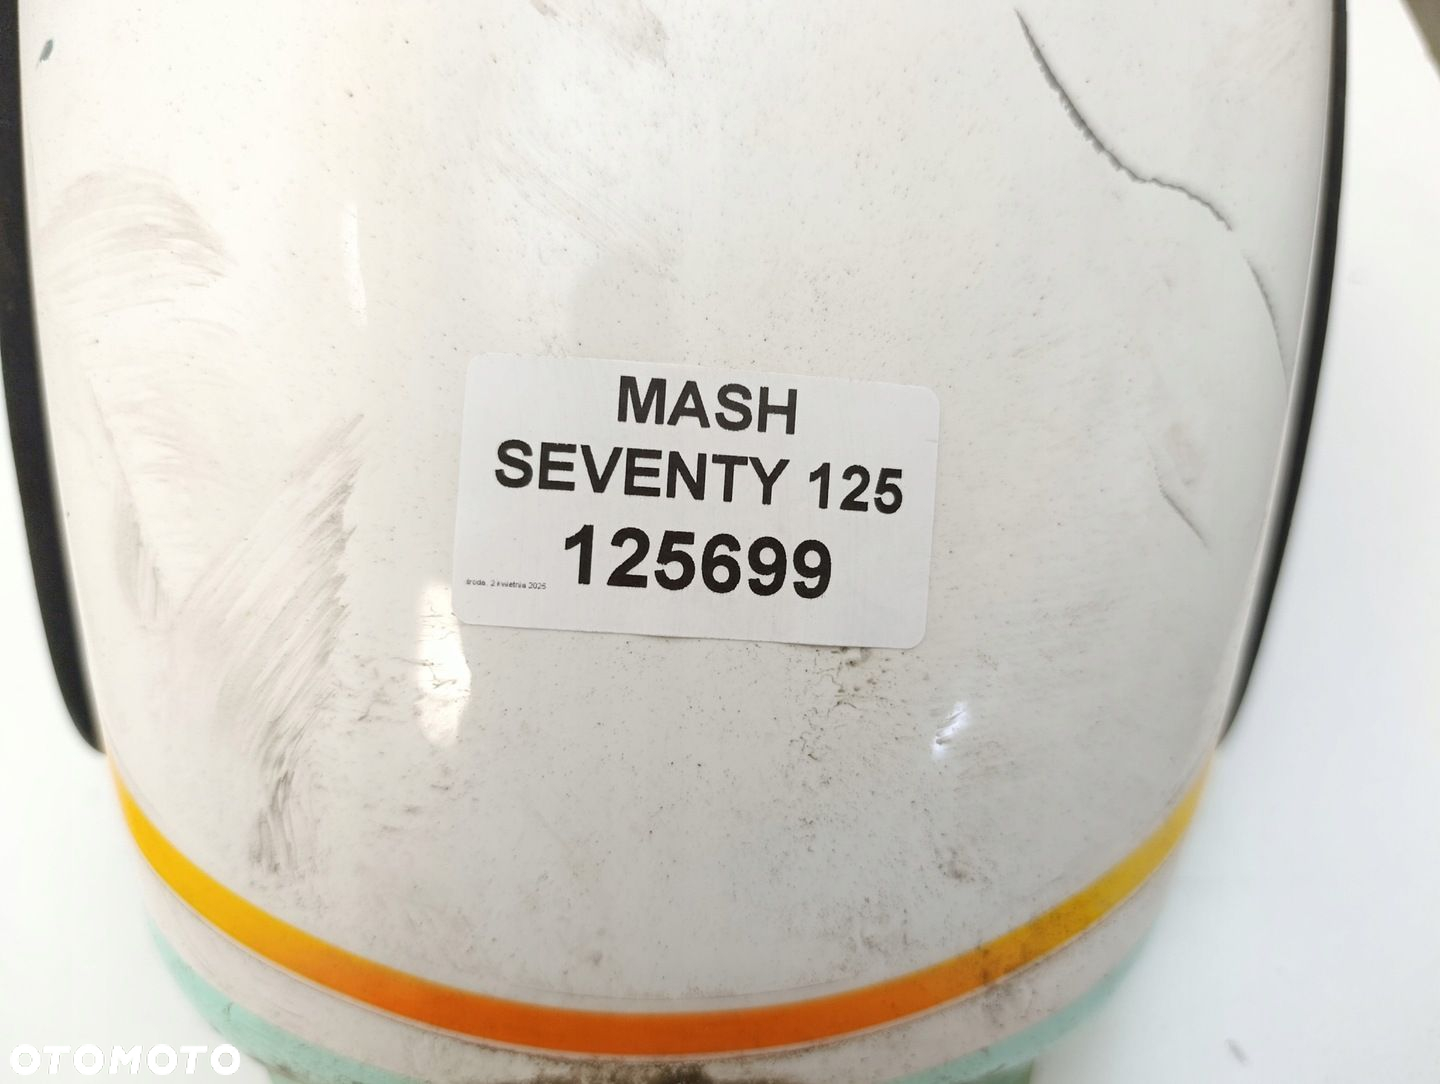 MASH
SEVENTY 125
125699
środa, 2 kwietnia 2025
OTOMOTO